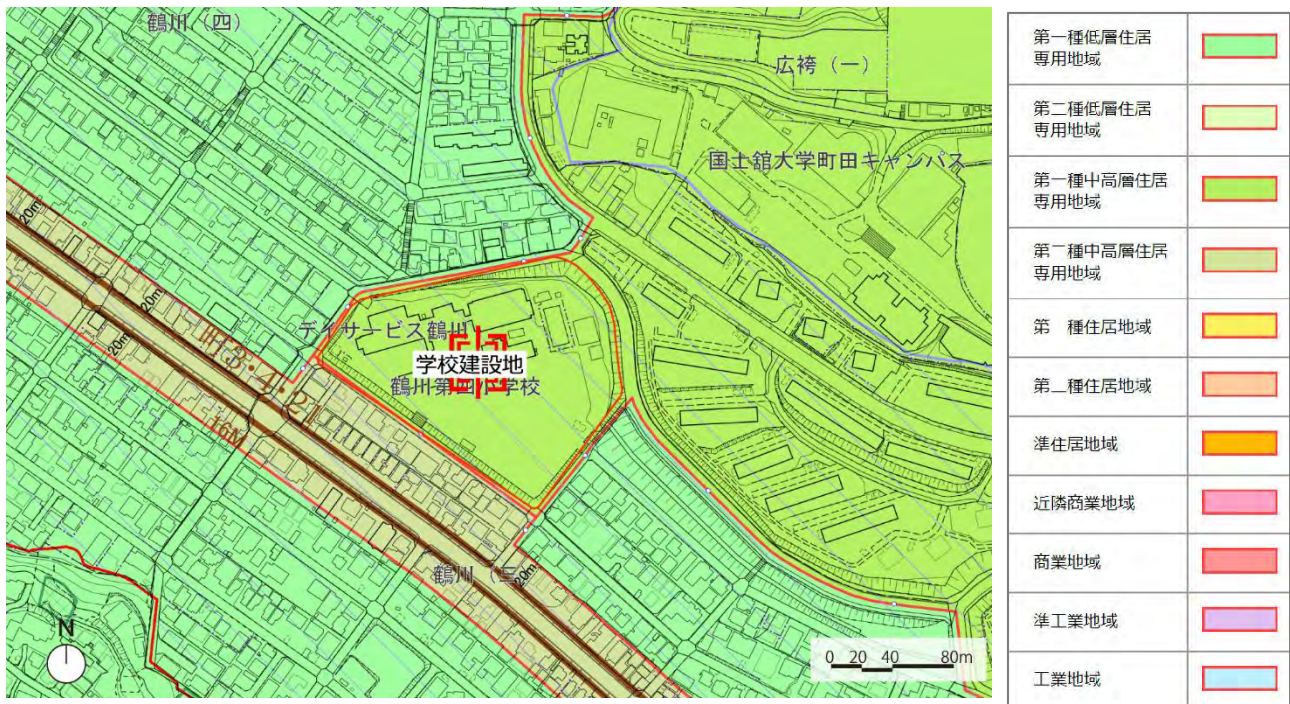 鶴川(四)
広袴(一)
国士舘大学町田キャンパス
20m
20m
20m
デイサービス鶴川
Ⅲ・3・4・21
16M
学校建設地
鶴川第四小学校
鶴川(三)
20m
N
0 20 40 80m
第一種低層住居
専用地域
第二種低層住居
専用地域
第一種中高層住居
専用地域
第二種中高層住居
専用地域
第 種住居地域
第二種住居地域
準住居地域
近隣商業地域
商業地域
準工業地域
工業地域